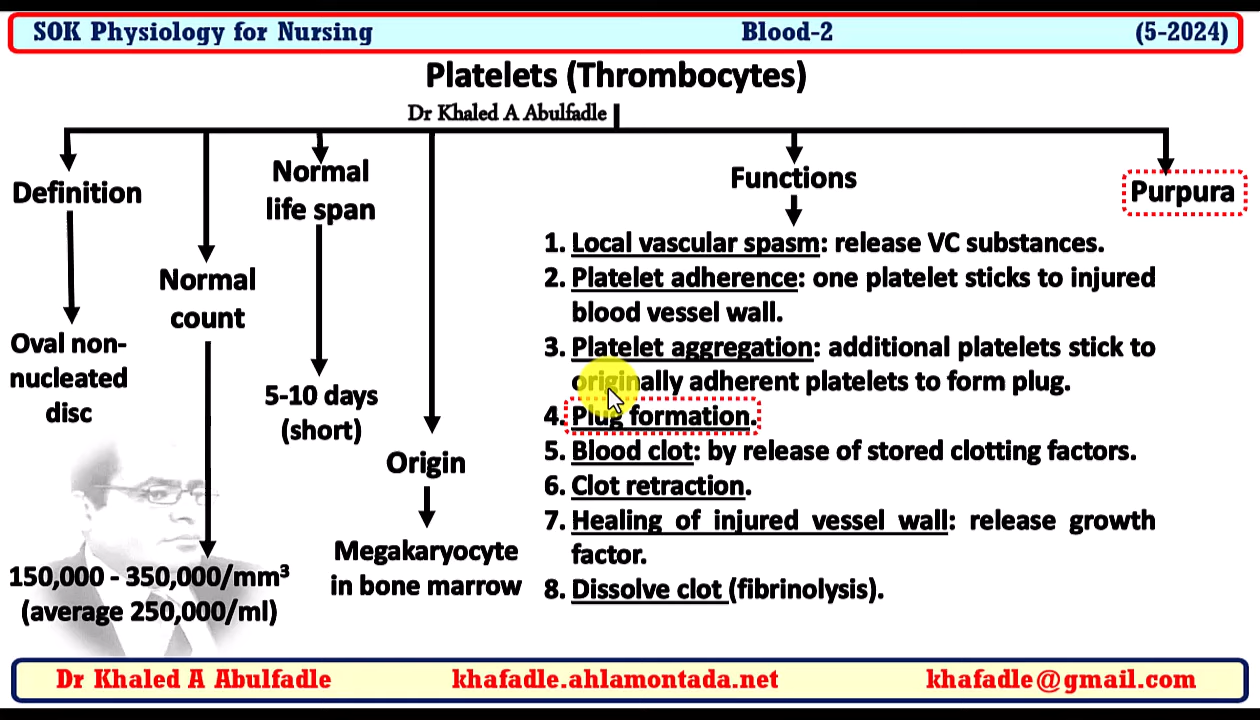 SOK Physiology for Nursing Blood-2 (5-2024)
Platelets (Thrombocytes)
Dr Khaled A Abulfadle
Definition
Oval non-
nucleated
disc
Normal
count
150,000 - 350,000/mm³
(average 250,000/ml)
Normal
life span
5-10 days
(short)
Origin
Megakaryocyte
in bone marrow
Functions
1. Local vascular spasm: release VC substances.
2. Platelet adherence: one platelet sticks to injured
blood vessel wall.
3. Platelet aggregation: additional platelets stick to
originally adherent platelets to form plug.
4. Plug formation.
5. Blood clot: by release of stored clotting factors.
6. Clot retraction.
7. Healing of injured vessel wall: release growth
factor.
8. Dissolve clot (fibrinolysis).
Purpura
Dr Khaled A Abulfadle khafadle.ahlamontada.net khafadle@gmail.com